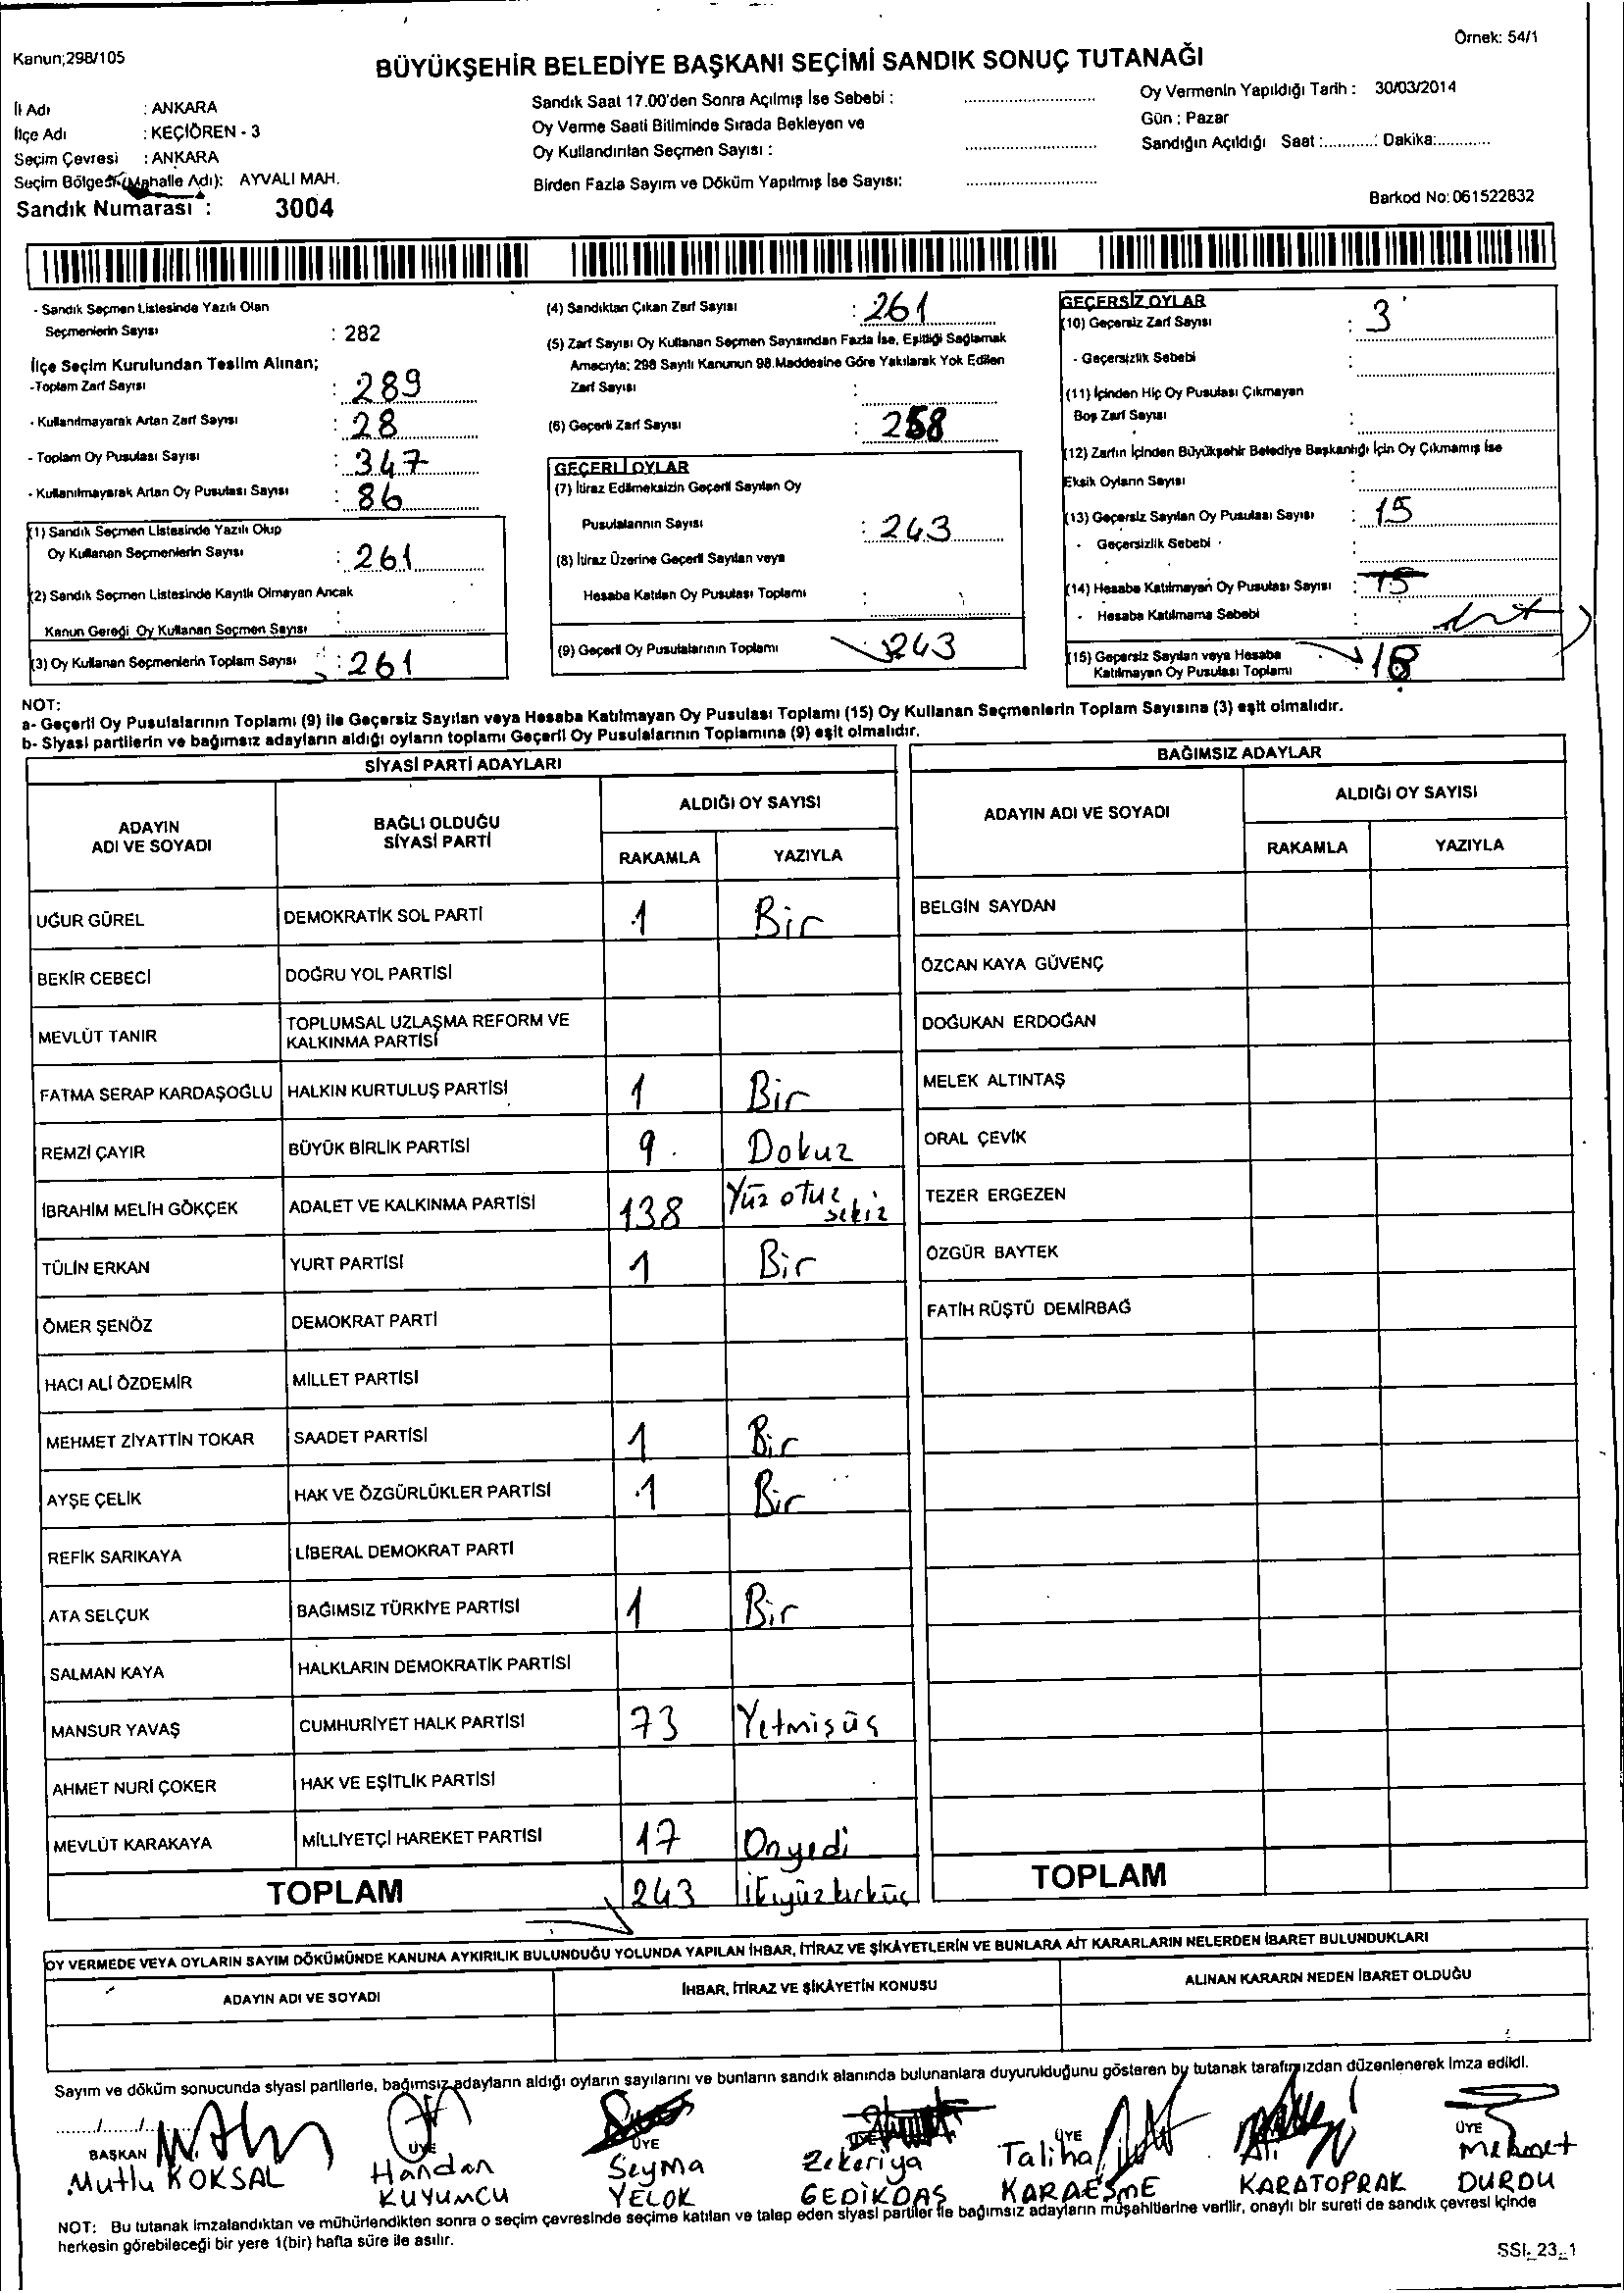 Kanun;298/105
Örnek: 54/1
BÜYÜKŞEHİR BELEDİYE BAŞKANI SEÇİMİ SANDIK SONUÇ TUTANAĞI
İl Adı : ANKARA
İlçe Adı : KEÇİÖREN - 3
Seçim Çevresi : ANKARA
Seçim Bölgesi (Mahalle Adı): AYVALI MAH.
Sandık Numarası : 3004
Sandık Saat 17.00'den Sonra Açılmış İse Sebebi :
Oy Verme Saati Bitiminde Sırada Bekleyen ve
Oy Kullandırılan Seçmen Sayısı :
Birden Fazla Sayım ve Döküm Yapılmış İse Sayısı:
Oy Vermenin Yapıldığı Tarih : 30/03/2014
Gün : Pazar
Sandığın Açıldığı Saat :...........: Dakika:............
Barkod No: 061522832
- Sandık Seçmen Listesinde Yazılı Olan
Seçmenlerin Sayısı : 282
İlçe Seçim Kurulundan Teslim Alınan;
-Toplam Zarf Sayısı : 289
- Kullanılmayarak Artan Zarf Sayısı : 28
- Toplam Oy Pusulası Sayısı : 347
- Kullanılmayarak Artan Oy Pusulası Sayısı : 86
(1) Sandık Seçmen Listesinde Yazılı Olup
Oy Kullanan Seçmenlerin Sayısı : 261
(2) Sandık Seçmen Listesinde Kayıtlı Olmayan Ancak
Kanun Gereği Oy Kullanan Seçmen Sayısı :
(3) Oy Kullanan Seçmenlerin Toplam Sayısı : 261
(4) Sandıktan Çıkan Zarf Sayısı : 261
(5) Zarf Sayısı Oy Kullanan Seçmen Sayısından Fazla İse, Eşitliği Sağlamak
Amacıyla; 298 Sayılı Kanunun 98.Maddesine Göre Yakılarak Yok Edilen
Zarf Sayısı :
(6) Geçerli Zarf Sayısı : 258
GEÇERLİ OYLAR
(7) İtiraz Edilmeksizin Geçerli Sayılan Oy
Pusulalarının Sayısı : 243
(8) İtiraz Üzerine Geçerli Sayılan veya
Hesaba Katılan Oy Pusulası Toplamı :
(9) Geçerli Oy Pusulalarının Toplamı : 243
GEÇERSİZ OYLAR
(10) Geçersiz Zarf Sayısı : 3
- Geçersizlik Sebebi :
(11) İçinden Hiç Oy Pusulası Çıkmayan
Boş Zarf Sayısı :
(12) Zarfın İçinden Büyükşehir Belediye Başkanlığı İçin Oy Çıkmamış İse
Eksik Oyların Sayısı :
(13) Geçersiz Sayılan Oy Pusulası Sayısı : 15
- Geçersizlik Sebebi :
(14) Hesaba Katılmayan Oy Pusulası Sayısı : 15
- Hesaba Katılmama Sebebi :
(15) Geçersiz Sayılan veya Hesaba
Katılmayan Oy Pusulası Toplamı : 18
NOT:
a- Geçerli Oy Pusulalarının Toplamı (9) ile Geçersiz Sayılan veya Hesaba Katılmayan Oy Pusulası Toplamı (15) Oy Kullanan Seçmenlerin Toplam Sayısına (3) eşit olmalıdır.
b- Siyasi partilerin ve bağımsız adayların aldığı oyların toplamı Geçerli Oy Pusulalarının Toplamına (9) eşit olmalıdır.
SİYASİ PARTİ ADAYLARI
ADAYIN ADI VE SOYADI
BAĞLI OLDUĞU SİYASİ PARTİ
ALDIĞI OY SAYISI
RAKAMLA YAZIYLA
UĞUR GÜREL DEMOKRATİK SOL PARTİ 1 Bir
BEKİR CEBECİ DOĞRU YOL PARTİSİ
MEVLÜT TANIR TOPLUMSAL UZLAŞMA REFORM VE KALKINMA PARTİSİ
FATMA SERAP KARDAŞOĞLU HALKIN KURTULUŞ PARTİSİ 1 Bir
REMZİ ÇAYIR BÜYÜK BİRLİK PARTİSİ 9 Dokuz
İBRAHİM MELİH GÖKÇEK ADALET VE KALKINMA PARTİSİ 138 Yüz otuz sekiz
TÜLİN ERKAN YURT PARTİSİ 1 Bir
ÖMER ŞENÖZ DEMOKRAT PARTİ
HACI ALİ ÖZDEMİR MİLLET PARTİSİ
MEHMET ZİYATTİN TOKAR SAADET PARTİSİ 1 Bir
AYŞE ÇELİK HAK VE ÖZGÜRLÜKLER PARTİSİ 1 Bir
REFİK SARIKAYA LİBERAL DEMOKRAT PARTİ
ATA SELÇUK BAĞIMSIZ TÜRKİYE PARTİSİ 1 Bir
SALMAN KAYA HALKLARIN DEMOKRATİK PARTİSİ
MANSUR YAVAŞ CUMHURİYET HALK PARTİSİ 73 Yetmişüç
AHMET NURİ ÇOKER HAK VE EŞİTLİK PARTİSİ
MEVLÜT KARAKAYA MİLLİYETÇİ HAREKET PARTİSİ 17 Onyedi
TOPLAM 243 ikiyüzkırküç
BAĞIMSIZ ADAYLAR
ADAYIN ADI VE SOYADI
ALDIĞI OY SAYISI
RAKAMLA YAZIYLA
BELGİN SAYDAN
ÖZCAN KAYA GÜVENÇ
DOĞUKAN ERDOĞAN
MELEK ALTINTAŞ
ORAL ÇEVİK
TEZER ERGEZEN
ÖZGÜR BAYTEK
FATİH RÜŞTÜ DEMİRBAĞ
TOPLAM
OY VERMEDE VEYA OYLARIN SAYIM DÖKÜMÜNDE KANUNA AYKIRILIK BULUNDUĞU YOLUNDA YAPILAN İHBAR, İTİRAZ VE ŞİKÂYETLERİN VE BUNLARA AİT KARARLARIN NELERDEN İBARET BULUNDUKLARI
ADAYIN ADI VE SOYADI
İHBAR, İTİRAZ VE ŞİKÂYETİN KONUSU
ALINAN KARARIN NEDEN İBARET OLDUĞU
Sayım ve döküm sonucunda siyasi partilerle, bağımsız adayların aldığı oyların sayılarını ve bunların sandık alanında bulunanlara duyurulduğunu gösteren bu tutanak tarafımızdan düzenlenerek imza edildi.
....../....../
BAŞKAN ÜYE ÜYE ÜYE ÜYE ÜYE
Mutlu KÖKSAL
Handan KUYUMCU
Seyma YELOK
Zekeriya GEDİKDAŞ
Taliha KARAEŞME
Ali KARATOPRAK
Mehmet DURDU
NOT: Bu tutanak imzalandıktan ve mühürlendikten sonra o seçim çevresinde seçime katılan ve talep eden siyasi partiler ile bağımsız adayların müşahitlerine verilir, onaylı bir sureti de sandık çevresi içinde
herkesin görebileceği bir yere 1(bir) hafta süre ile asılır.
SSI_23_1